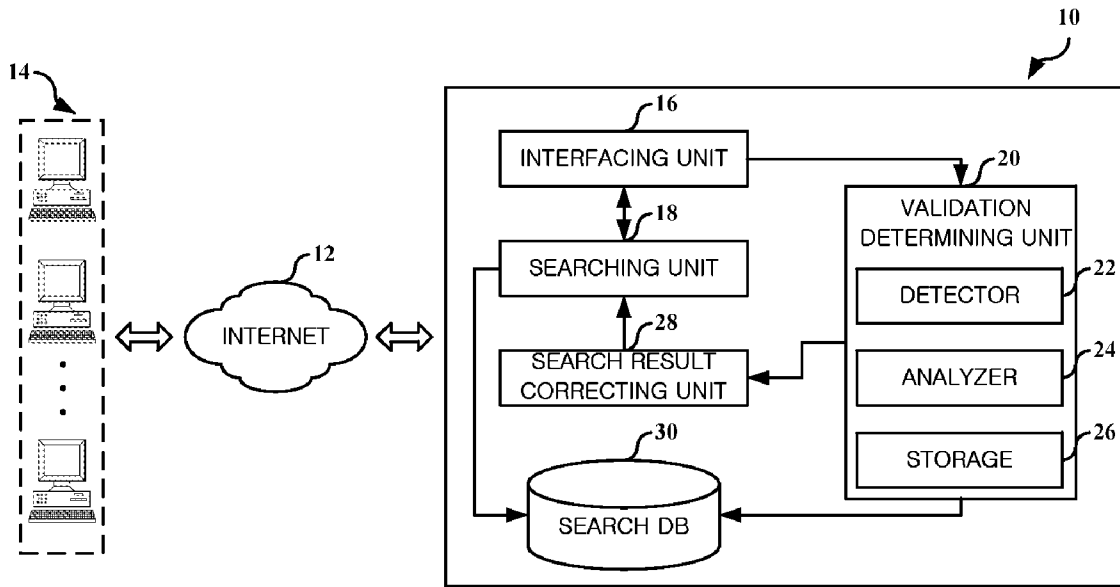 10
14
16
INTERFACING UNIT
20
VALIDATION
DETERMINING UNIT
18
SEARCHING UNIT
22
DETECTOR
12
INTERNET
28
SEARCH RESULT
CORRECTING UNIT
24
ANALYZER
26
STORAGE
30
SEARCH DB